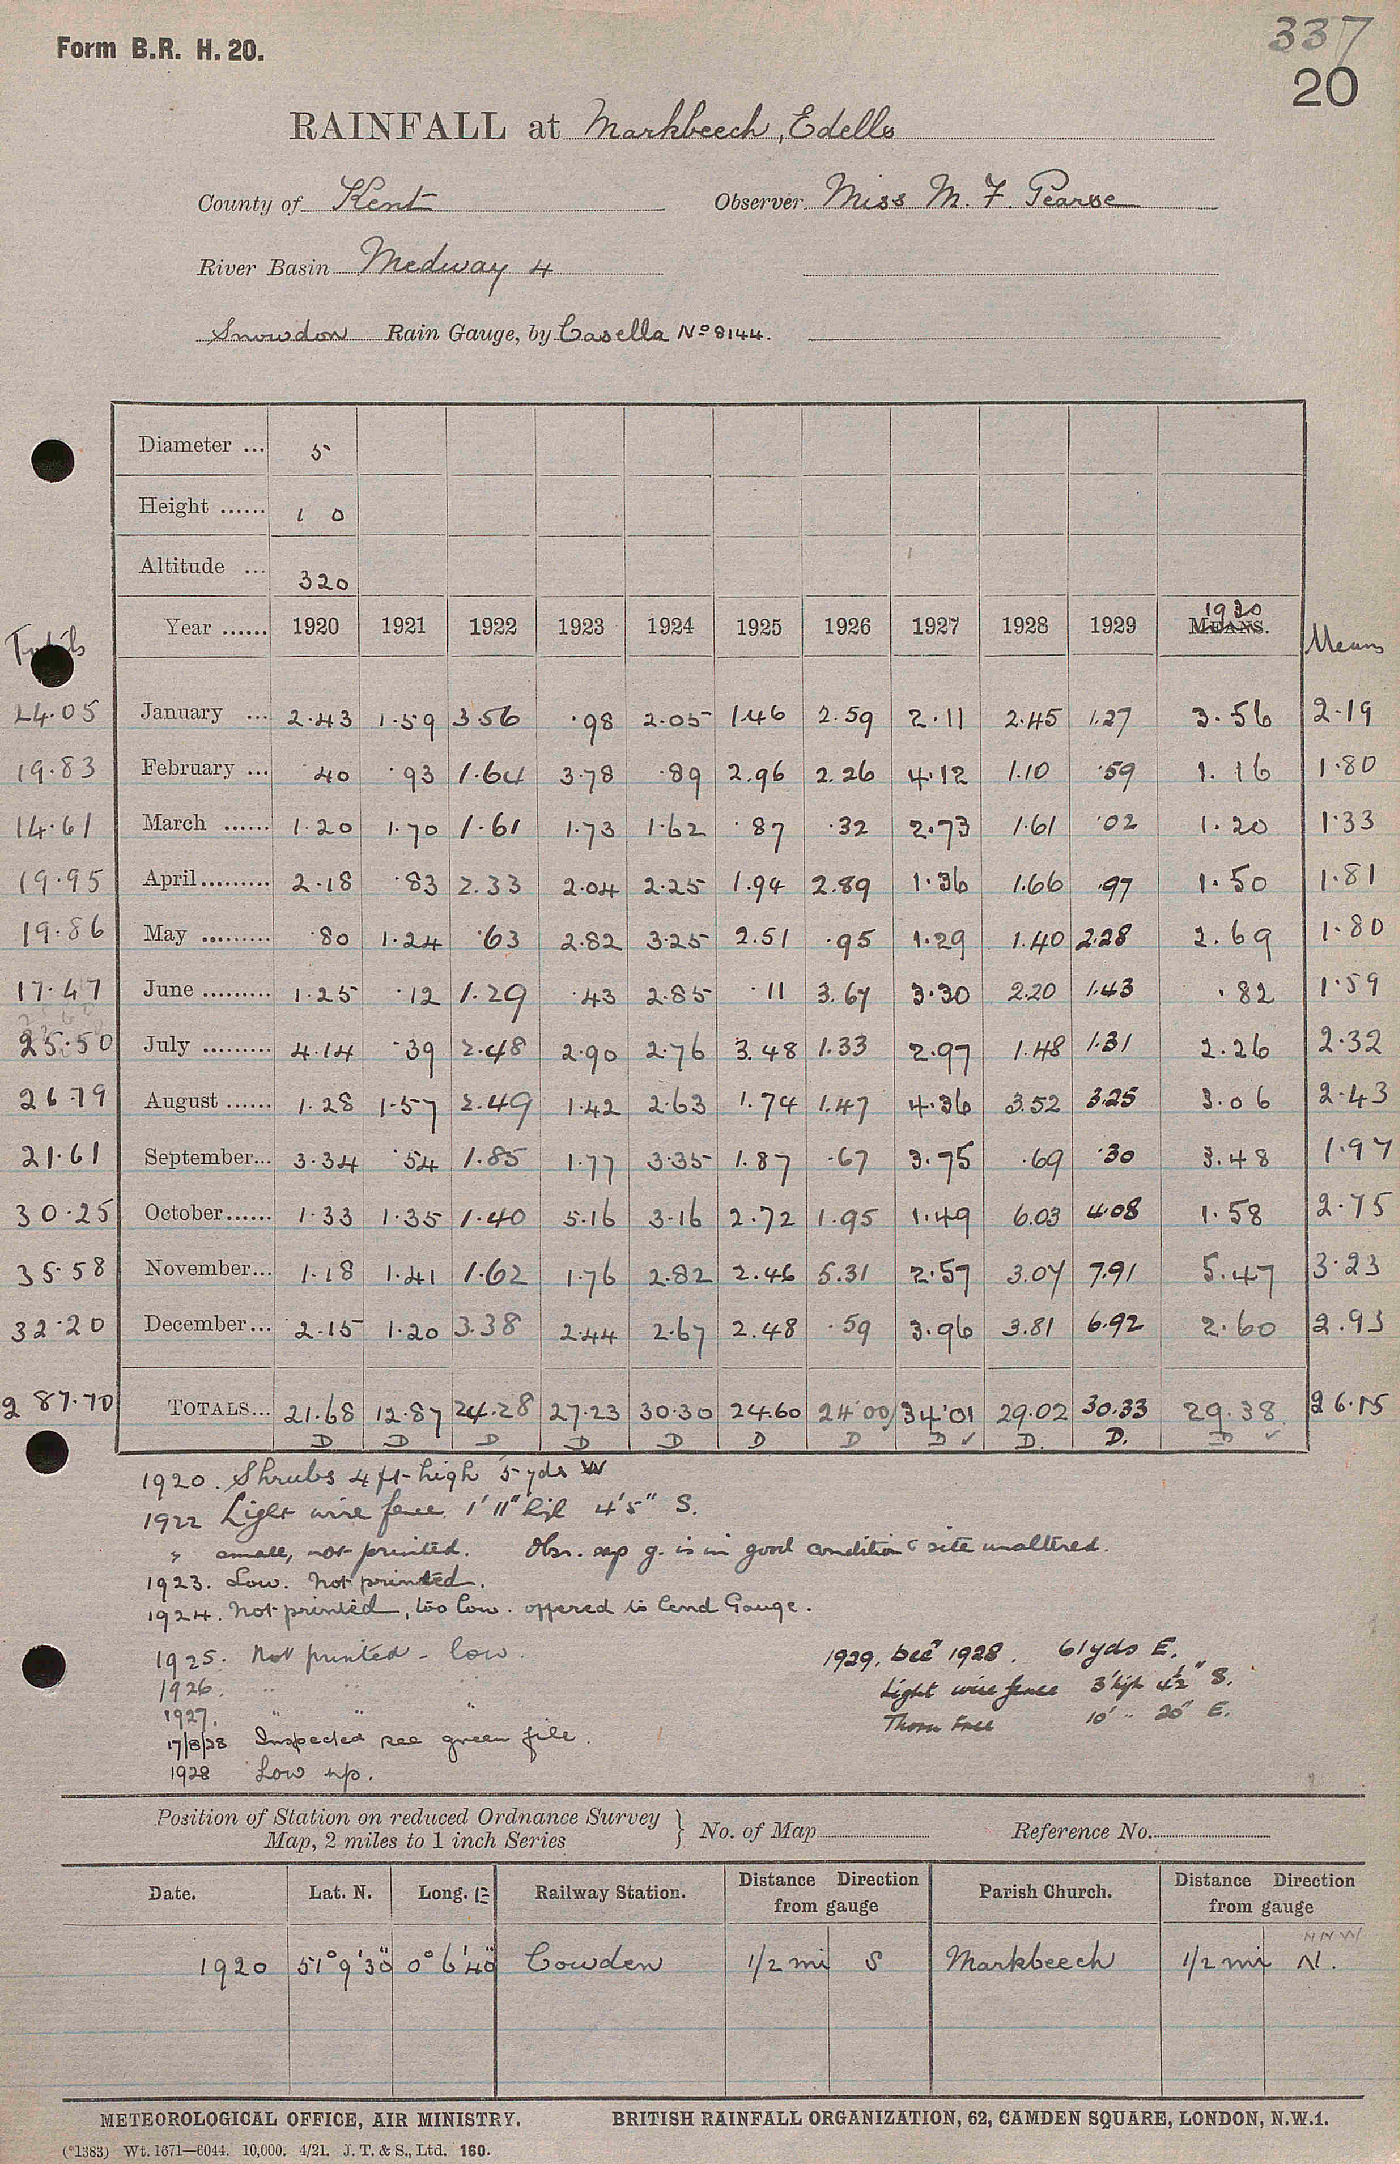 337
Form B.R. H. 20.
20
RAINFALL at Markbeech, Edells
County of Kent Observer Miss M. F. Pearse
River Basin Medway 4
Snowdon Rain Gauge, by Casella Nº 8144.
Diameter ... 5
Height ...... 1 0
Altitude ... 320
Totals Year ...... 1920 1921 1922 1923 1924 1925 1926 1927 1928 1929 1930 MEANS. Means
24.05 January ... 2.43 1.59 3.56 .98 2.05 1.46 2.59 2.11 2.45 1.27 3.56 2.19
19.83 February ... .40 .93 1.64 3.78 .89 2.96 2.26 4.12 1.10 .59 1.16 1.80
14.61 March ...... 1.20 1.70 1.61 1.73 1.62 .87 .32 2.73 1.61 .02 1.20 1.33
19.95 April......... 2.18 .83 2.33 2.04 2.25 1.94 2.89 1.36 1.66 .97 1.50 1.81
19.86 May ......... .80 1.24 .63 2.82 3.25 2.51 .95 1.29 1.40 2.28 2.69 1.80
17.47 June ......... 1.25 .12 1.29 .43 2.85 .11 3.67 3.30 2.20 1.43 .82 1.59
25.50 July ......... 4.14 .39 2.48 2.90 2.76 3.48 1.33 2.97 1.48 1.31 2.26 2.32
26.79 August ...... 1.28 1.57 2.49 1.42 2.63 1.74 1.47 4.36 3.52 3.25 3.06 2.43
21.61 September... 3.34 .54 1.85 1.77 3.35 1.87 .67 3.75 .69 .30 3.48 1.97
30.25 October...... 1.33 1.35 1.40 5.16 3.16 2.72 1.95 1.49 6.03 4.08 1.58 2.75
35.58 November... 1.18 1.41 1.62 1.76 2.82 2.46 5.31 2.57 3.07 7.91 5.47 3.23
32.20 December... 2.15 1.20 3.38 2.44 2.67 2.48 .59 3.96 3.81 6.92 2.60 2.93
287.70 TOTALS... 21.68 12.87 24.28 27.23 30.30 24.60 24.00 34.01 29.02 30.33 29.38 26.15
D D D D D D D D ✓ D. D. D ✓
1920. Shrubs 4 ft high 5 yds W
1922 Light wire fence 1' 11" high 4' 5" S.
" small, not printed. Obsr. says g. is in good condition & site unaltered.
1923. Low. Not printed.
1924. Not printed, too low. offered to lend Gauge.
1925. Not printed - low.
1926. " "
1927. " " "
17/8/28 Inspected see green file.
1928 Low np.
1929. Decr 1928. 61 yds E.
Light wire fence 3' high 4½" S.
Thorn Tree 10' " 20' E.
Position of Station on reduced Ordnance Survey Map, 2 miles to 1 inch Series } No. of Map Reference No.
Date. Lat. N. Long. E Railway Station. Distance Direction from gauge Parish Church. Distance Direction from gauge
NNW
1920 51° 9' 30" 0° 6' 40" Cowden 1/2 mi S Markbeech 1/2 mi N.
METEOROLOGICAL OFFICE, AIR MINISTRY. BRITISH RAINFALL ORGANIZATION, 62, CAMDEN SQUARE, LONDON, N.W.1.
(*1383) Wt. 1671—6044. 10,000. 4/21. J. T. & S., Ltd. 160.